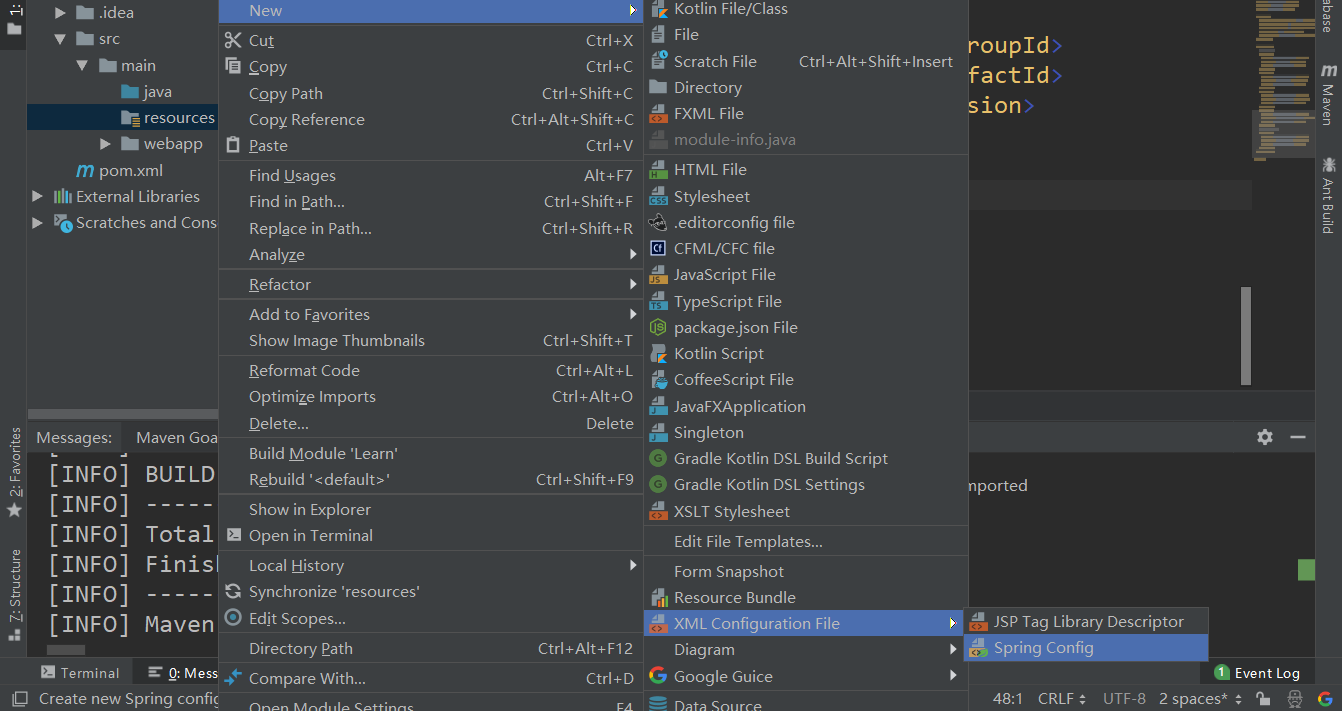 1:
.idea
src
main
java
resources
webapp
pom.xml
External Libraries
Scratches and Cons
New
Cut Ctrl+X
Copy Ctrl+C
Copy Path Ctrl+Shift+C
Copy Reference Ctrl+Alt+Shift+C
Paste Ctrl+V
Find Usages Alt+F7
Find in Path... Ctrl+Shift+F
Replace in Path... Ctrl+Shift+R
Analyze
Refactor
Add to Favorites
Show Image Thumbnails Ctrl+Shift+T
Reformat Code Ctrl+Alt+L
Optimize Imports Ctrl+Alt+O
Delete... Delete
Build Module 'Learn'
Rebuild '<default>' Ctrl+Shift+F9
Show in Explorer
Open in Terminal
Local History
Synchronize 'resources'
Edit Scopes...
Directory Path Ctrl+Alt+F12
Compare With... Ctrl+D
Open Module Settings F4
Kotlin File/Class
File
Scratch File Ctrl+Alt+Shift+Insert
Directory
FXML File
module-info.java
HTML File
Stylesheet
.editorconfig file
CFML/CFC file
JavaScript File
TypeScript File
package.json File
Kotlin Script
CoffeeScript File
JavaFXApplication
Singleton
Gradle Kotlin DSL Build Script
Gradle Kotlin DSL Settings
XSLT Stylesheet
Edit File Templates...
Form Snapshot
Resource Bundle
XML Configuration File
Diagram
Google Guice
Data Source
JSP Tag Library Descriptor
Spring Config
roupId>
factId>
sion>
abase
Maven
Ant Build
mported
2: Favorites
7: Structure
Messages: Maven Goa
[INFO] BUILD
[INFO] -----
[INFO] Total
[INFO] Finish
[INFO] -----
[INFO] Maven
Terminal
0: Mess
1 Event Log
Create new Spring config
48:1 CRLF UTF-8 2 spaces*